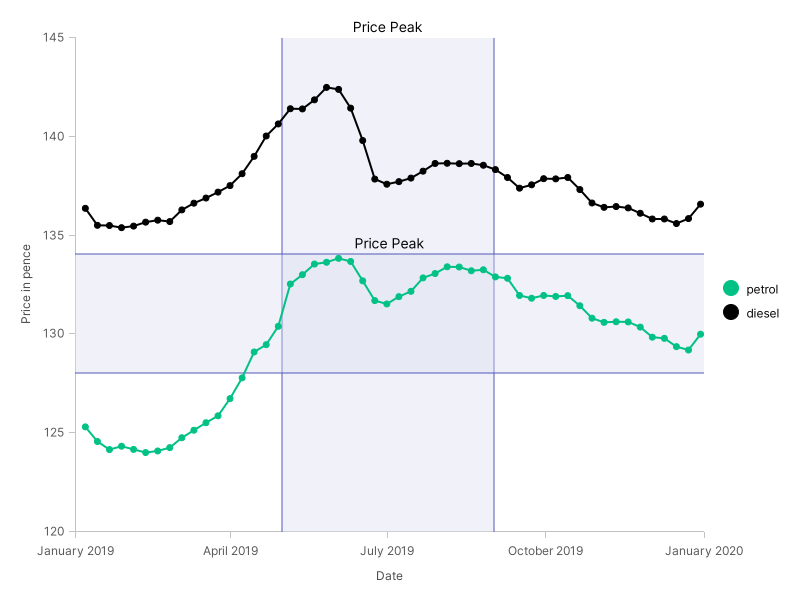 Price Peak
145
140
135
130
125
120
Price in pence
Price Peak
petrol
diesel
January 2019
April 2019
July 2019
October 2019
January 2020
Date